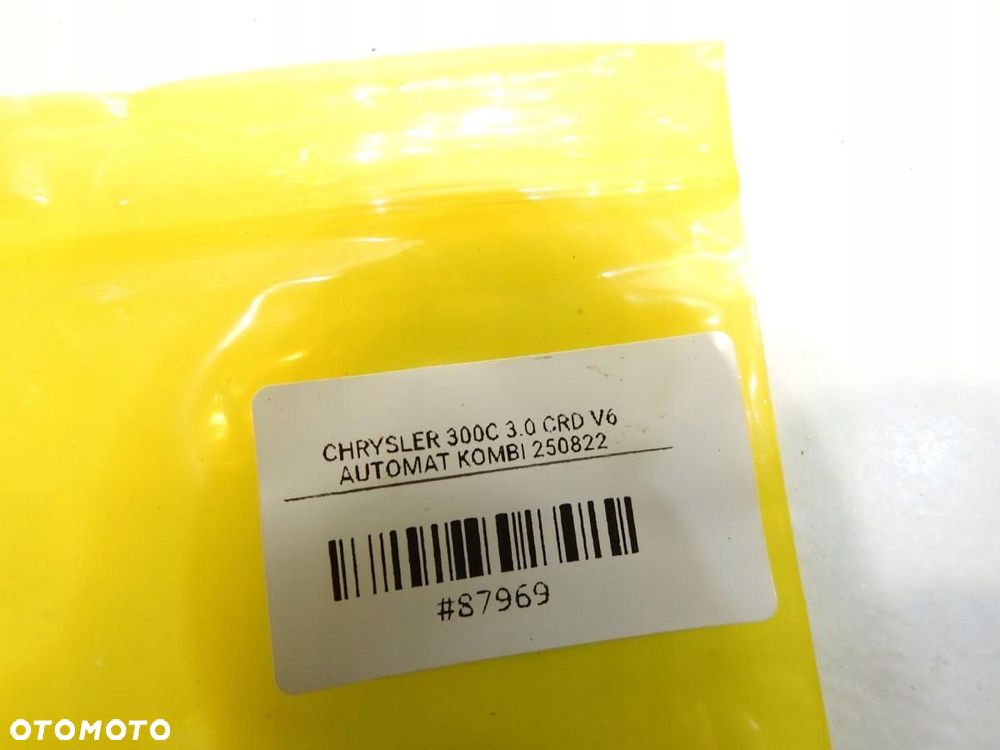 CHRYSLER 300C 3.0 CRD V6
AUTOMAT KOMBI 250822
#87969
OTOMOTO